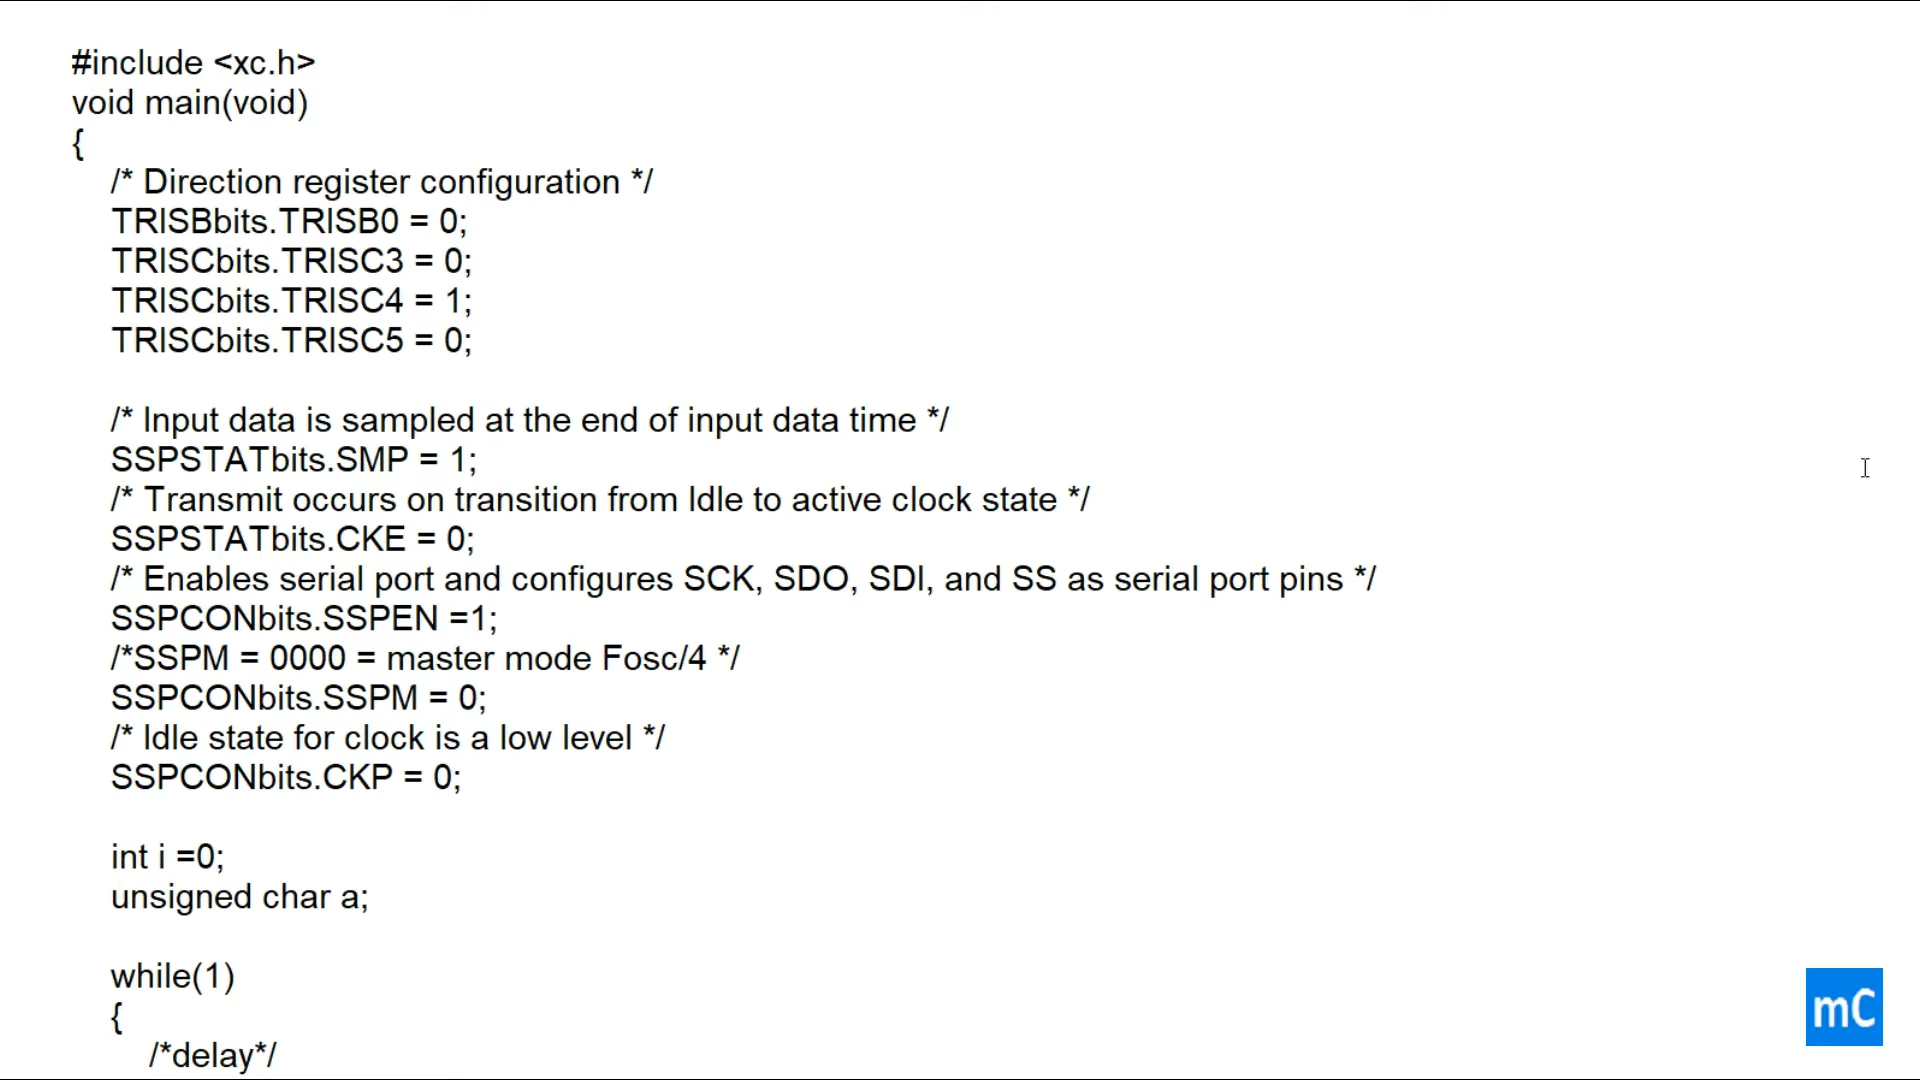 #include <xc.h>
void main(void)
{
/* Direction register configuration */
TRISBbits.TRISB0 = 0;
TRISCbits.TRISC3 = 0;
TRISCbits.TRISC4 = 1;
TRISCbits.TRISC5 = 0;
/* Input data is sampled at the end of input data time */
SSPSTATbits.SMP = 1;
/* Transmit occurs on transition from Idle to active clock state */
SSPSTATbits.CKE = 0;
/* Enables serial port and configures SCK, SDO, SDI, and SS as serial port pins */
SSPCONbits.SSPEN =1;
/*SSPM = 0000 = master mode Fosc/4 */
SSPCONbits.SSPM = 0;
/* Idle state for clock is a low level */
SSPCONbits.CKP = 0;
int i =0;
unsigned char a;
while(1)
{
/*delay*/
mC